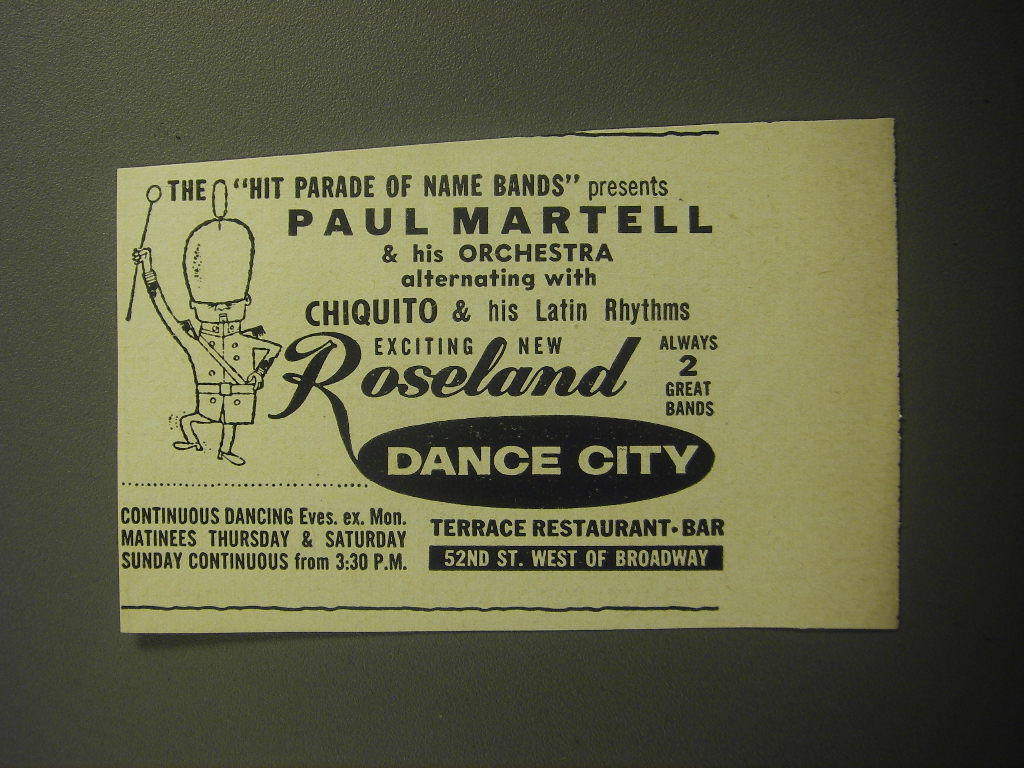 THE "HIT PARADE OF NAME BANDS" presents
PAUL MARTELL
& his ORCHESTRA
alternating with
CHIQUITO & his Latin Rhythms
EXCITING NEW
Roseland
ALWAYS
2
GREAT
BANDS
DANCE CITY
CONTINUOUS DANCING Eves. ex. Mon.
MATINEES THURSDAY & SATURDAY
SUNDAY CONTINUOUS from 3:30 P.M.
TERRACE RESTAURANT • BAR
52ND ST. WEST OF BROADWAY